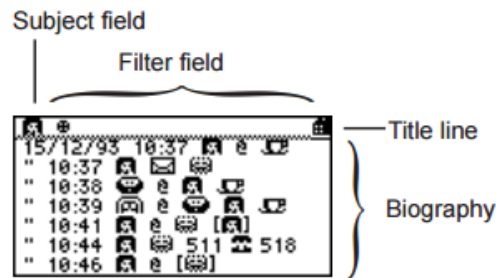 Subject field
Filter field
Title line
15/12/93 10:37 @
" 10:37
" 10:38 @
" 10:39 @
" 10:41 @ [ ]
" 10:44 511 518
" 10:46 @ [ ]
Biography